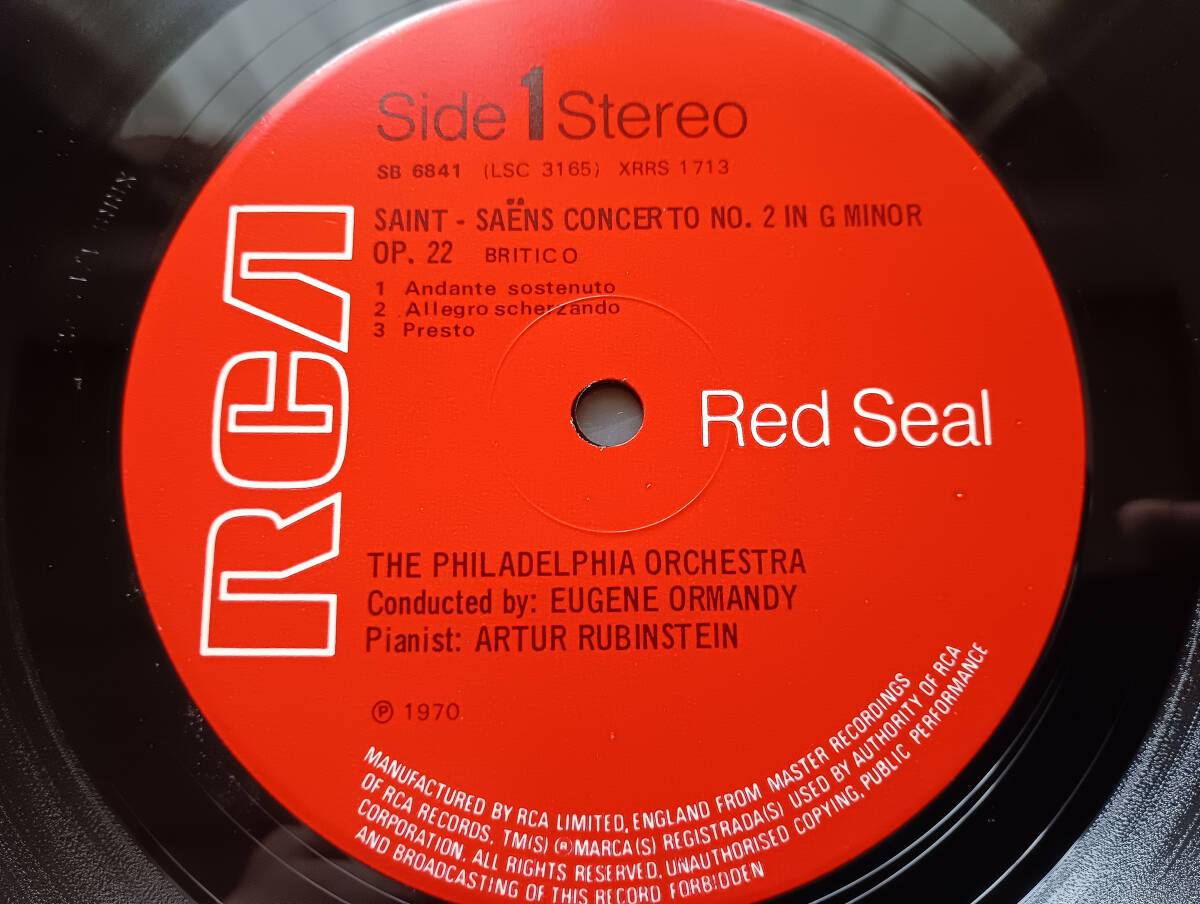 Side 1 Stereo
SB 6841 (LSC 3165) XRRS 1713
SAINT - SAËNS CONCERTO NO. 2 IN G MINOR
OP. 22 BRITICO
1 Andante sostenuto
2 Allegro scherzando
3 Presto
RCA
Red Seal
THE PHILADELPHIA ORCHESTRA
Conducted by: EUGENE ORMANDY
Pianist: ARTUR RUBINSTEIN
℗ 1970
MANUFACTURED BY RCA LIMITED, ENGLAND FROM MASTER RECORDINGS
OF RCA RECORDS. TM(S) ® MARCA(S) REGISTRADA(S) USED BY AUTHORITY OF RCA
CORPORATION. ALL RIGHTS RESERVED. UNAUTHORISED COPYING, PUBLIC PERFORMANCE
AND BROADCASTING OF THIS RECORD FORBIDDEN